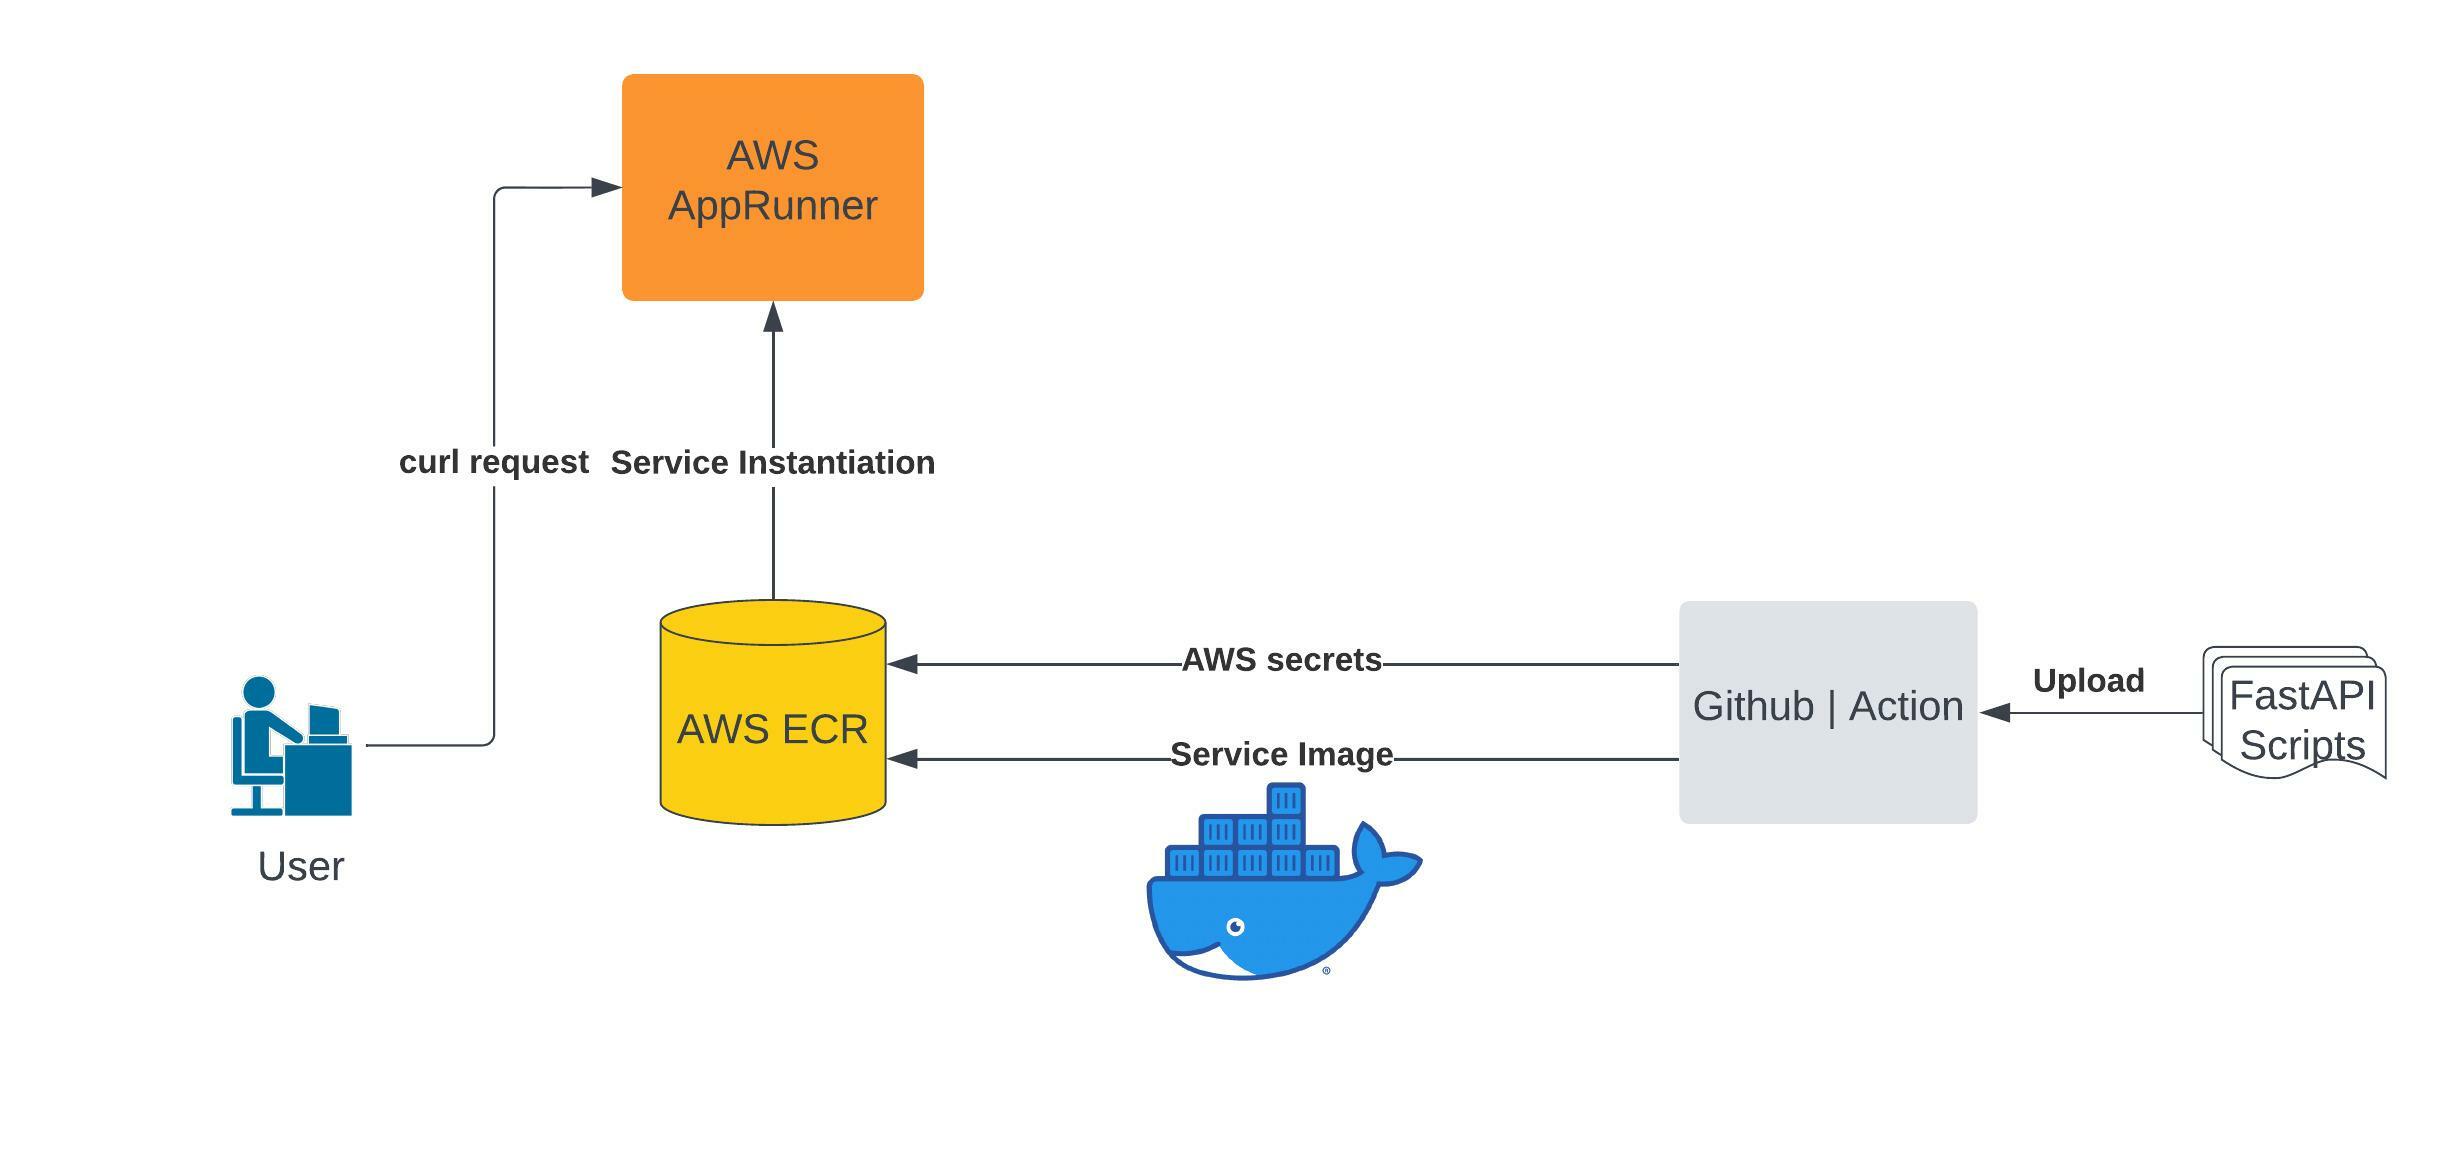 AWS
AppRunner
curl request
Service Instantiation
AWS secrets
AWS ECR
Github | Action
Upload
FastAPI
Scripts
Service Image
User
®